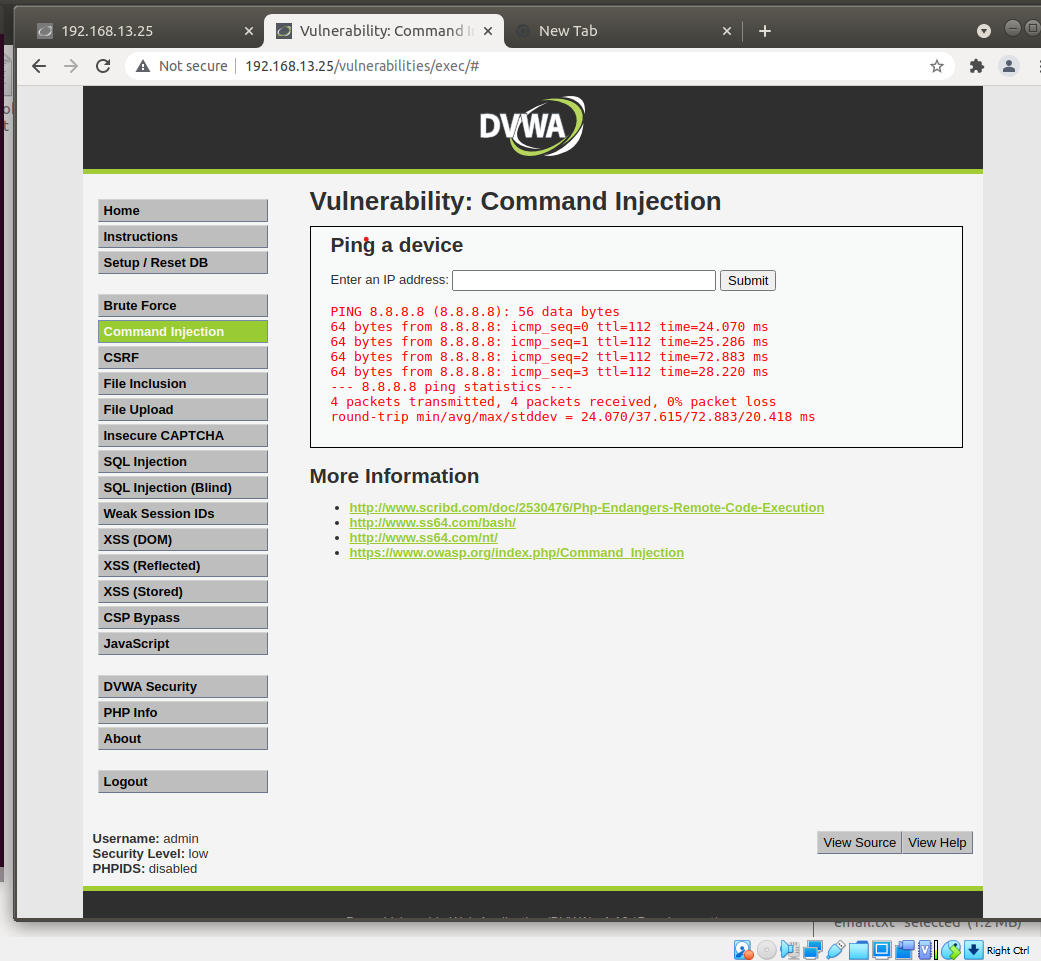 192.168.13.25
Vulnerability: Command I
New Tab
Not secure
192.168.13.25/vulnerabilities/exec/#
DVWA
Home
Instructions
Setup / Reset DB
Brute Force
Command Injection
CSRF
File Inclusion
File Upload
Insecure CAPTCHA
SQL Injection
SQL Injection (Blind)
Weak Session IDs
XSS (DOM)
XSS (Reflected)
XSS (Stored)
CSP Bypass
JavaScript
DVWA Security
PHP Info
About
Logout
Vulnerability: Command Injection
Ping a device
Enter an IP address:
Submit
PING 8.8.8.8 (8.8.8.8): 56 data bytes
64 bytes from 8.8.8.8: icmp_seq=0 ttl=112 time=24.070 ms
64 bytes from 8.8.8.8: icmp_seq=1 ttl=112 time=25.286 ms
64 bytes from 8.8.8.8: icmp_seq=2 ttl=112 time=72.883 ms
64 bytes from 8.8.8.8: icmp_seq=3 ttl=112 time=28.220 ms
--- 8.8.8.8 ping statistics ---
4 packets transmitted, 4 packets received, 0% packet loss
round-trip min/avg/max/stddev = 24.070/37.615/72.883/20.418 ms
More Information
http://www.scribd.com/doc/2530476/Php-Endangers-Remote-Code-Execution
http://www.ss64.com/bash/
http://www.ss64.com/nt/
https://www.owasp.org/index.php/Command_Injection
Username: admin
Security Level: low
PHPIDS: disabled
View Source
View Help
selected (1.2 MB)
Right Ctrl